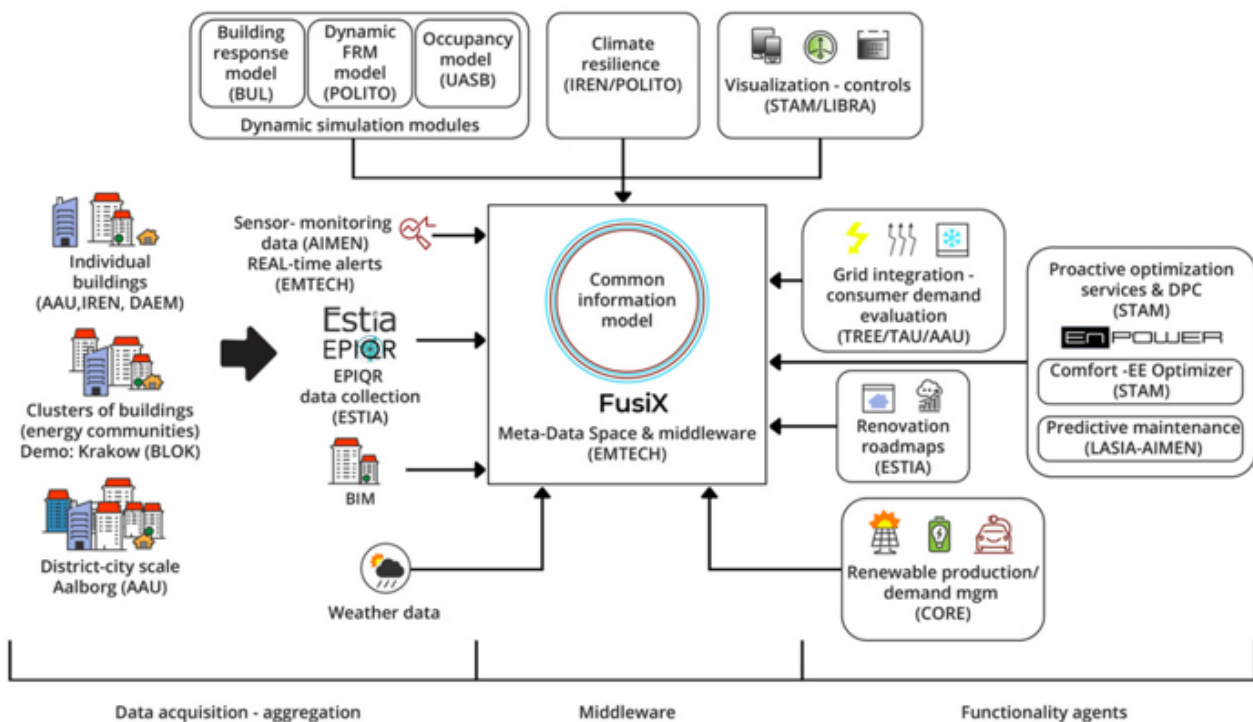 Building
response
model
(BUL)
Dynamic
FRM
model
(POLITO)
Occupancy
model
(UASB)
Dynamic simulation modules
Climate
resilience
(IREN/POLITO)
Visualization - controls
(STAM/LIBRA)
Individual
buildings
(AAU,IREN, DAEM)
Clusters of buildings
(energy communities)
Demo: Krakow (BLOK)
District-city scale
Aalborg (AAU)
Sensor- monitoring
data (AIMEN)
REAL-time alerts
(EMTECH)
Estia
EPIQR
EPIQR
data collection
(ESTIA)
BIM
Weather data
Common
information
model
FusiX
Meta-Data Space & middleware
(EMTECH)
Grid integration -
consumer demand
evaluation
(TREE/TAU/AAU)
Renovation
roadmaps
(ESTIA)
Renewable production/
demand mgm
(CORE)
Proactive optimization
services & DPC
(STAM)
EnPOWER
Comfort -EE Optimizer
(STAM)
Predictive maintenance
(LASIA-AIMEN)
Data acquisition - aggregation
Middleware
Functionality agents